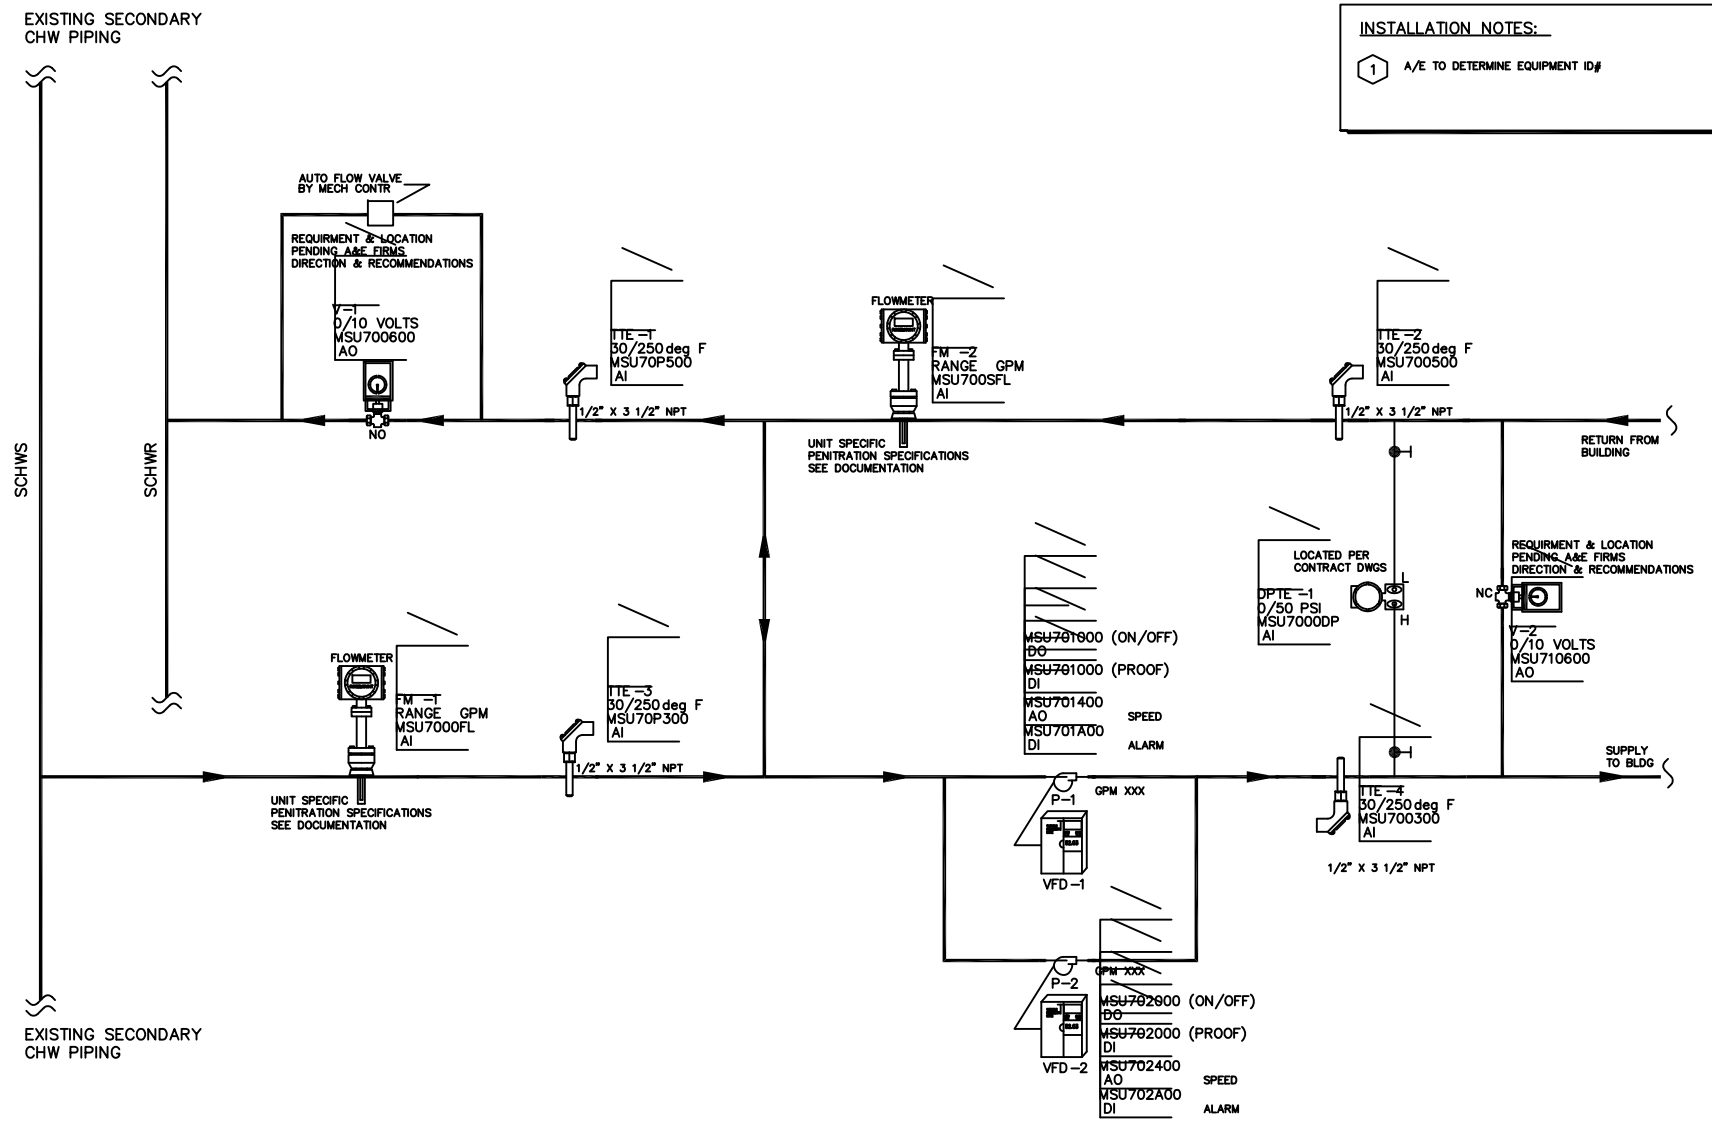 EXISTING SECONDARY
CHW PIPING
INSTALLATION NOTES:
1 A/E TO DETERMINE EQUIPMENT ID#
AUTO FLOW VALVE
BY MECH CONTR
REQUIRMENT & LOCATION
PENDING A&E FIRMS
DIRECTION & RECOMMENDATIONS
V-1
0/10 VOLTS
MSU700600
AO
NO
TTE-1
30/250 deg F
MSU70P500
AI
1/2" X 3 1/2" NPT
FLOWMETER
FM -2
RANGE GPM
MSU700SFL
AI
UNIT SPECIFIC
PENITRATION SPECIFICATIONS
SEE DOCUMENTATION
TTE-2
30/250 deg F
MSU700500
AI
1/2" X 3 1/2" NPT
RETURN FROM
BUILDING
SCHWS
SCHWR
FLOWMETER
FM -1
RANGE GPM
MSU7000FL
AI
UNIT SPECIFIC
PENITRATION SPECIFICATIONS
SEE DOCUMENTATION
TTE-3
30/250 deg F
MSU70P300
AI
1/2" X 3 1/2" NPT
MSU701000 (ON/OFF)
DO
MSU701000 (PROOF)
DI
MSU701400
AO SPEED
MSU701A00
DI ALARM
P-1
GPM XXX
VFD-1
LOCATED PER
CONTRACT DWGS
DPTE -1
0/50 PSI
MSU7000DP
AI
L
H
REQUIRMENT & LOCATION
PENDING A&E FIRMS
DIRECTION & RECOMMENDATIONS
NC
V-2
0/10 VOLTS
MSU710600
AO
SUPPLY
TO BLDG
TTE-4
30/250 deg F
MSU700300
AI
1/2" X 3 1/2" NPT
P-2
GPM XXX
VFD-2
MSU702000 (ON/OFF)
DO
MSU702000 (PROOF)
DI
MSU702400
AO SPEED
MSU702A00
DI ALARM
EXISTING SECONDARY
CHW PIPING